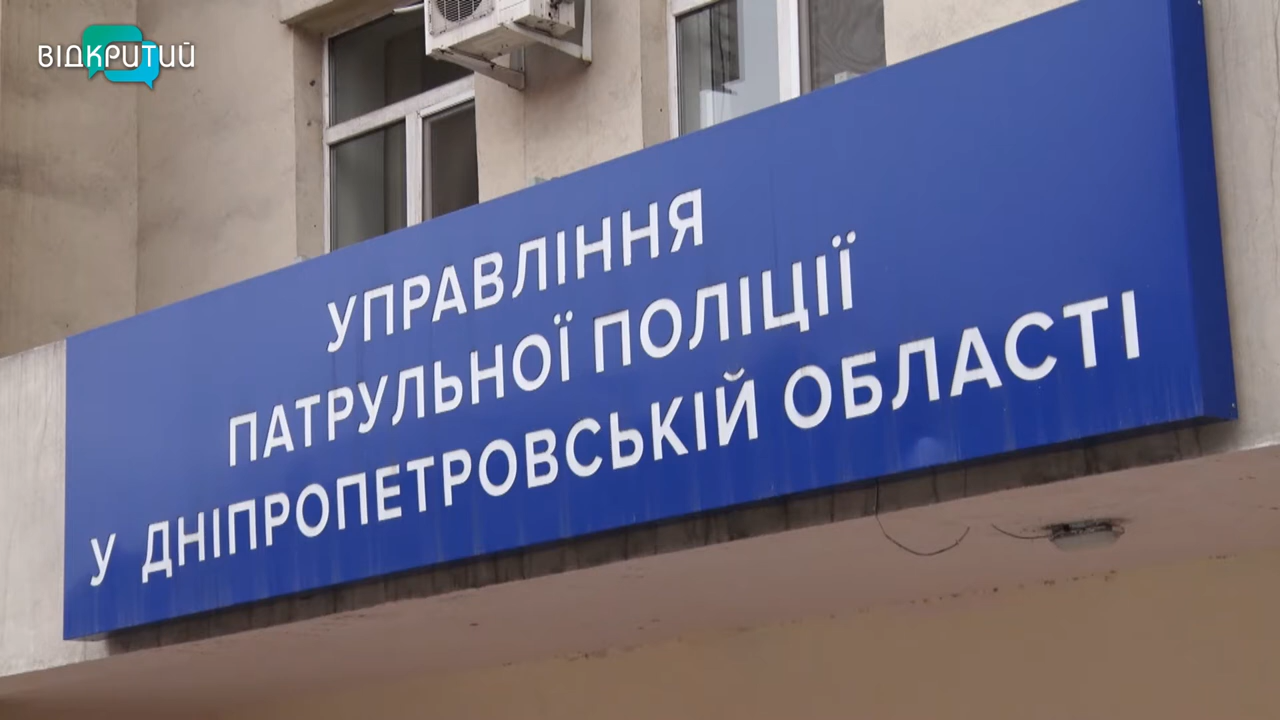 ВІДКРИТИЙ
УПРАВЛІННЯ
ПАТРУЛЬНОЇ ПОЛІЦІЇ
У ДНІПРОПЕТРОВСЬКІЙ ОБЛАСТІ